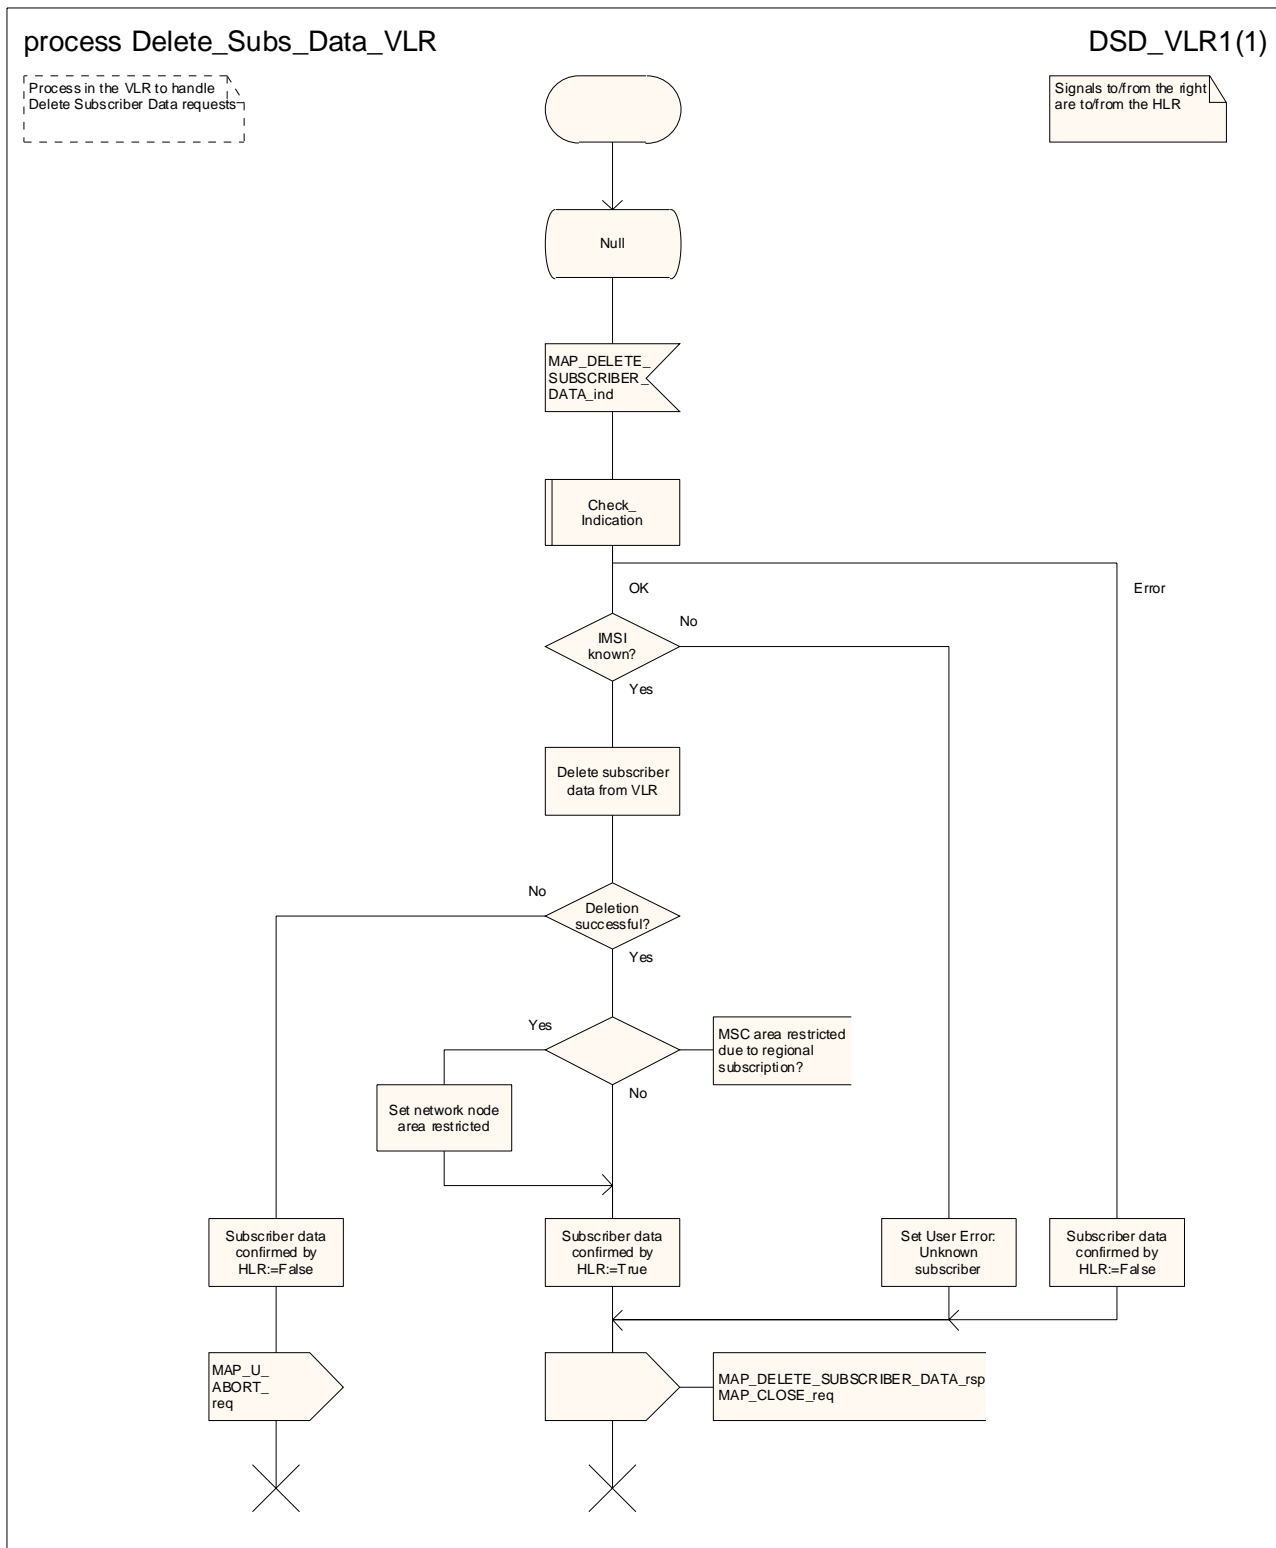 process Delete_Subs_Data_VLR
DSD_VLR1(1)
Process in the VLR to handle
Delete Subscriber Data requests
Signals to/from the right
are to/from the HLR
Null
MAP_DELETE_
SUBSCRIBER_
DATA_ind
Check_
Indication
OK
Error
IMSI
known?
No
Yes
Delete subscriber
data from VLR
No
Deletion
successful?
Yes
Yes
MSC area restricted
due to regional
subscription?
No
Set network node
area restricted
Subscriber data
confirmed by
HLR:=False
Subscriber data
confirmed by
HLR:=True
Set User Error:
Unknown
subscriber
Subscriber data
confirmed by
HLR:=False
MAP_U_
ABORT_
req
MAP_DELETE_SUBSCRIBER_DATA_rsp
MAP_CLOSE_req